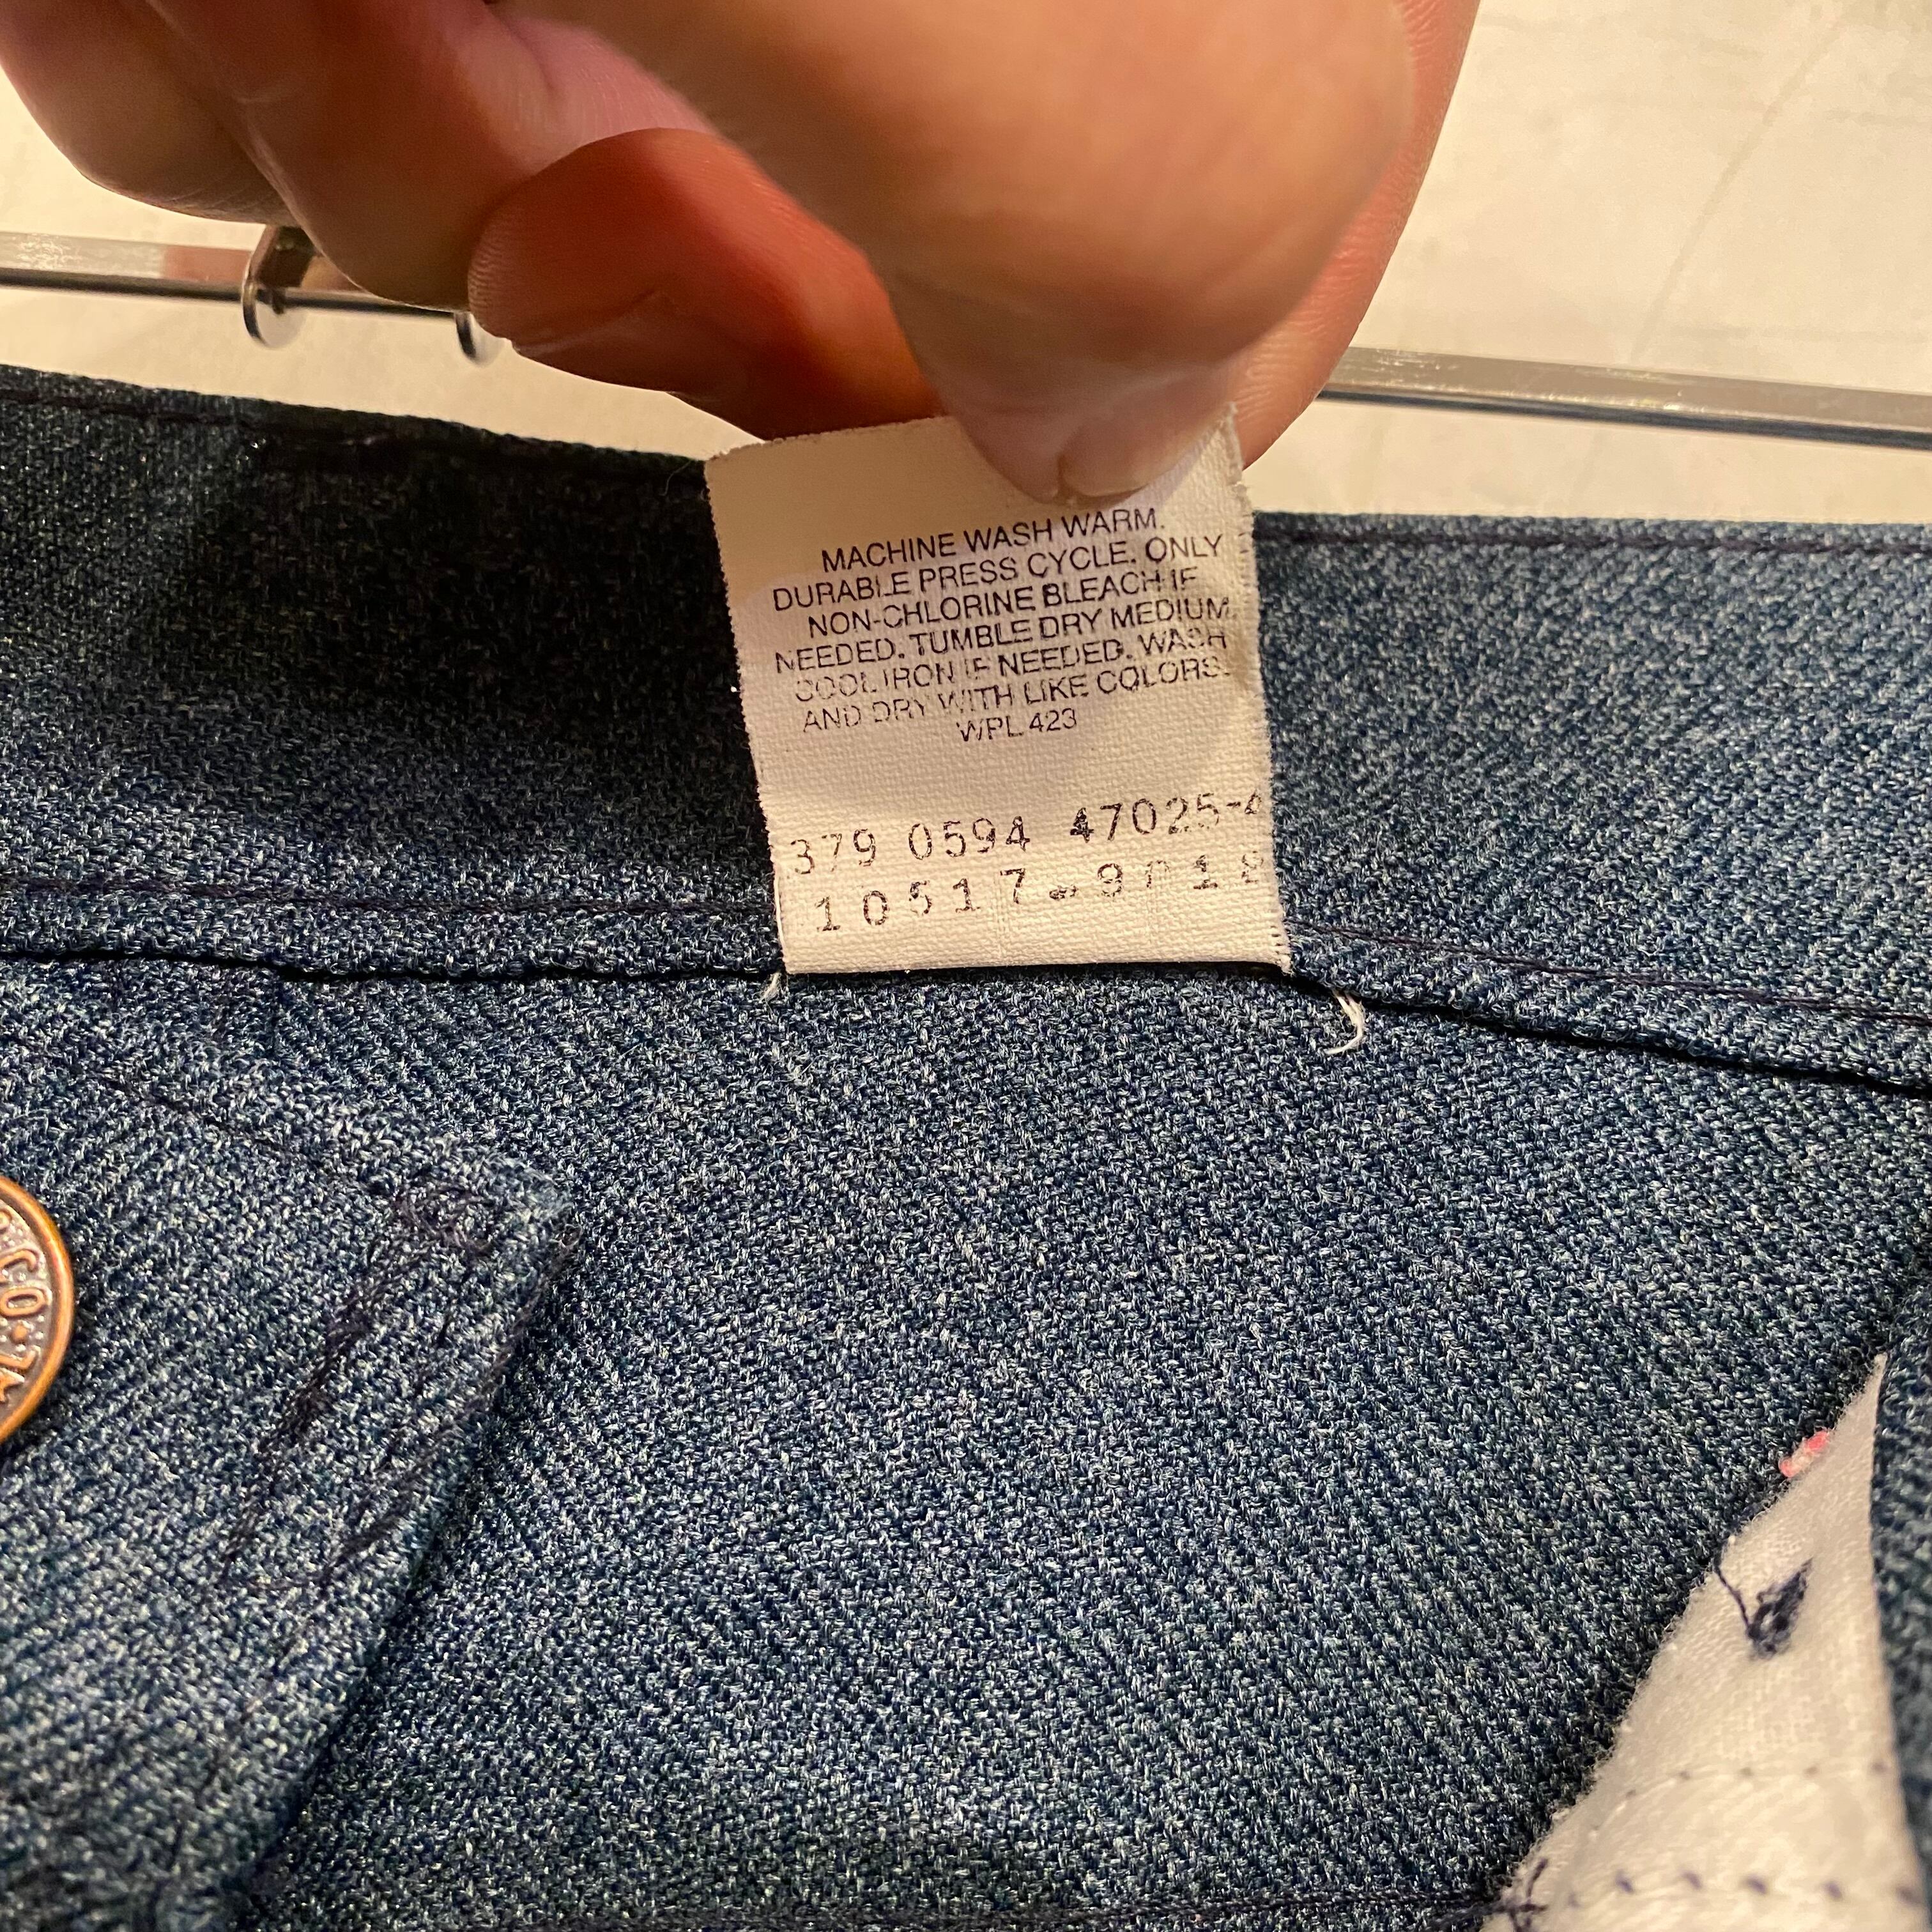 MACHINE WASH WARM.
DURABLE PRESS CYCLE. ONLY
NON-CHLORINE BLEACH IF
NEEDED. TUMBLE DRY MEDIUM.
COOL IRON IF NEEDED. WASH
AND DRY WITH LIKE COLORS.
WPL 423
379 0594 47025-
10517-
CO.